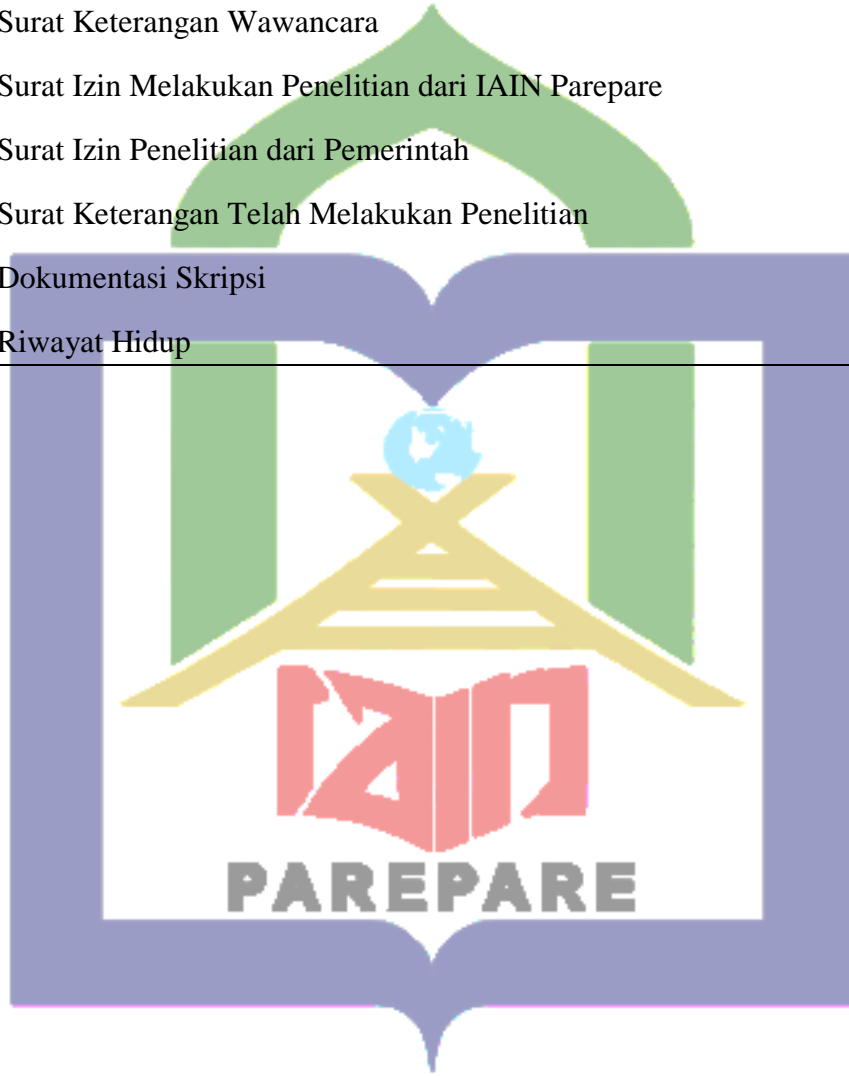 Surat Keterangan Wawancara
Surat Izin Melakukan Penelitian dari IAIN Parepare
Surat Izin Penelitian dari Pemerintah
Surat Keterangan Telah Melakukan Penelitian
Dokumentasi Skripsi
Riwayat Hidup
iain
PAREPARE